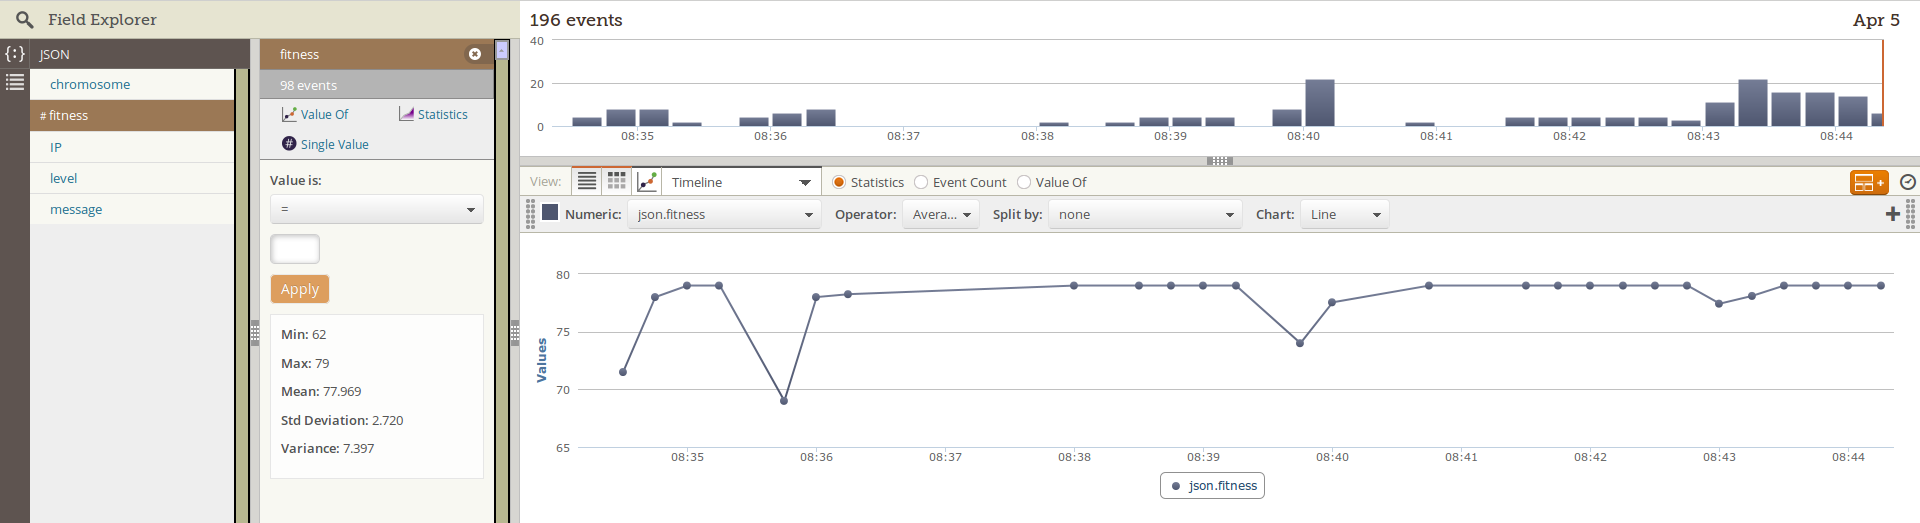 Field Explorer
{:} JSON
chromosome
# fitness
IP
level
message
fitness
98 events
Value Of
Statistics
# Single Value
Value is:
=
Apply
Min: 62
Max: 79
Mean: 77.969
Std Deviation: 2.720
Variance: 7.397
196 events
Apr 5
40
20
0
08:35 08:36 08:37 08:38 08:39 08:40 08:41 08:42 08:43 08:44
View: Timeline Statistics Event Count Value Of
+
Numeric: json.fitness Operator: Avera... Split by: none Chart: Line +
80
75
70
65
Values
08:35 08:36 08:37 08:38 08:39 08:40 08:41 08:42 08:43 08:44
json.fitness